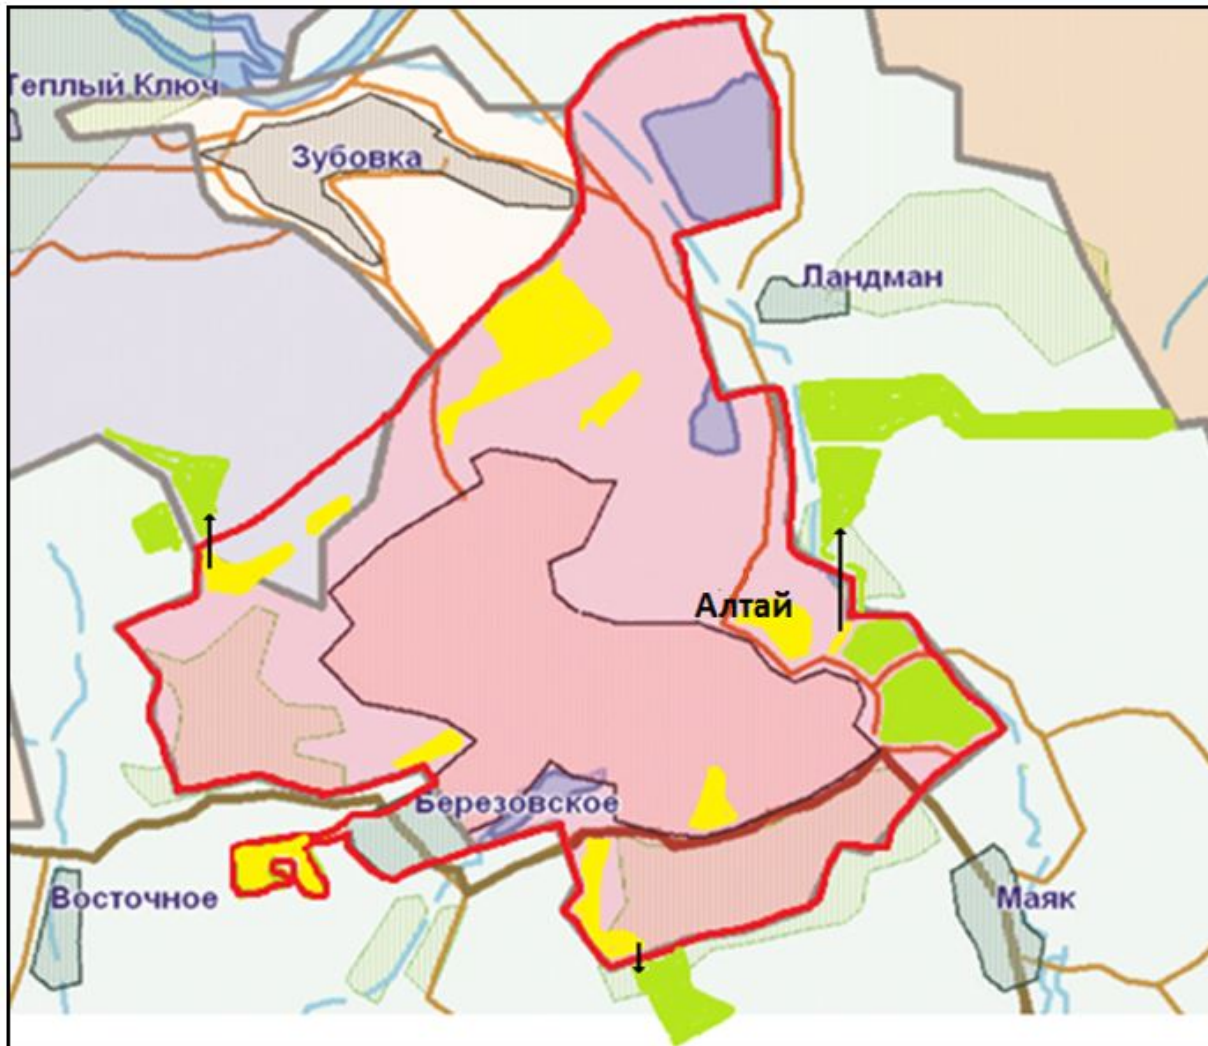 Теплый Ключ
Зубовка
Ландман
Алтай
Березовское
Восточное
Маяк